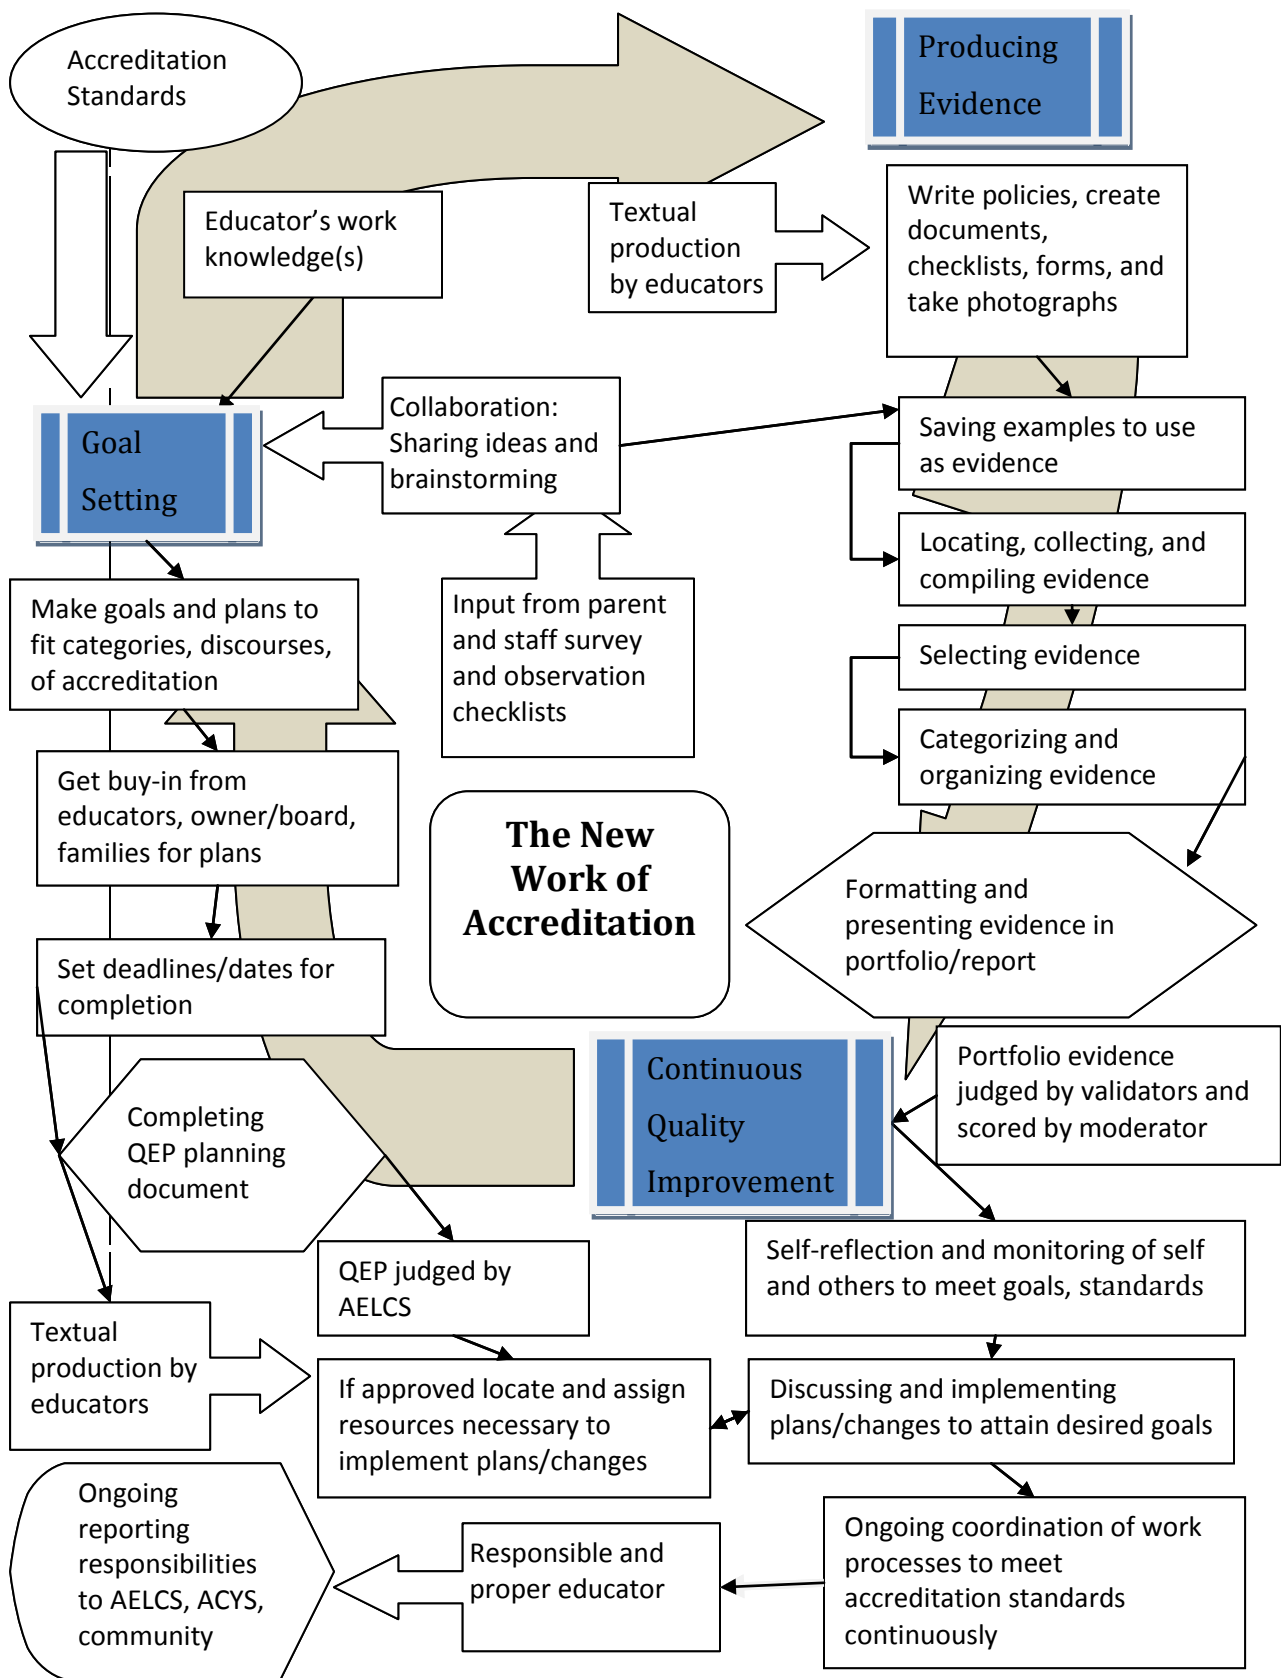 Accreditation
Standards
Producing
Evidence
Educator’s work
knowledge(s)
Textual
production
by educators
Write policies, create
documents,
checklists, forms, and
take photographs
Goal
Setting
Collaboration:
Sharing ideas and
brainstorming
Saving examples to use
as evidence
Locating, collecting, and
compiling evidence
Make goals and plans to
fit categories, discourses,
of accreditation
Input from parent
and staff survey
and observation
checklists
Selecting evidence
Categorizing and
organizing evidence
Get buy-in from
educators, owner/board,
families for plans
The New
Work of
Accreditation
Formatting and
presenting evidence in
portfolio/report
Set deadlines/dates for
completion
Continuous
Quality
Improvement
Portfolio evidence
judged by validators and
scored by moderator
Completing
QEP planning
document
QEP judged by
AELCS
Self-reflection and monitoring of self
and others to meet goals, standards
Textual
production by
educators
If approved locate and assign
resources necessary to
implement plans/changes
Discussing and implementing
plans/changes to attain desired goals
Ongoing
reporting
responsibilities
to AELCS, ACYS,
community
Responsible and
proper educator
Ongoing coordination of work
processes to meet
accreditation standards
continuously